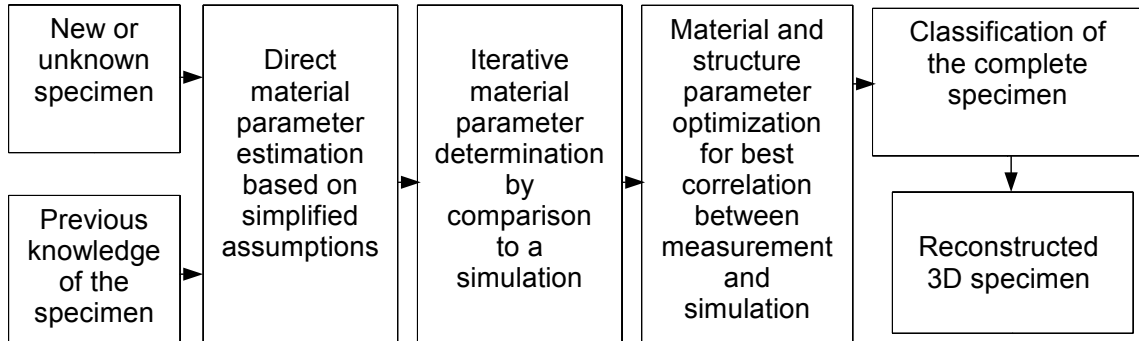 New or
unknown
specimen
Previous
knowledge
of the
specimen
Direct
material
parameter
estimation
based on
simplified
assumptions
Iterative
material
parameter
determination
by
comparison
to a
simulation
Material and
structure
parameter
optimization
for best
correlation
between
measurement
and
simulation
Classification of
the complete
specimen
Reconstructed
3D specimen